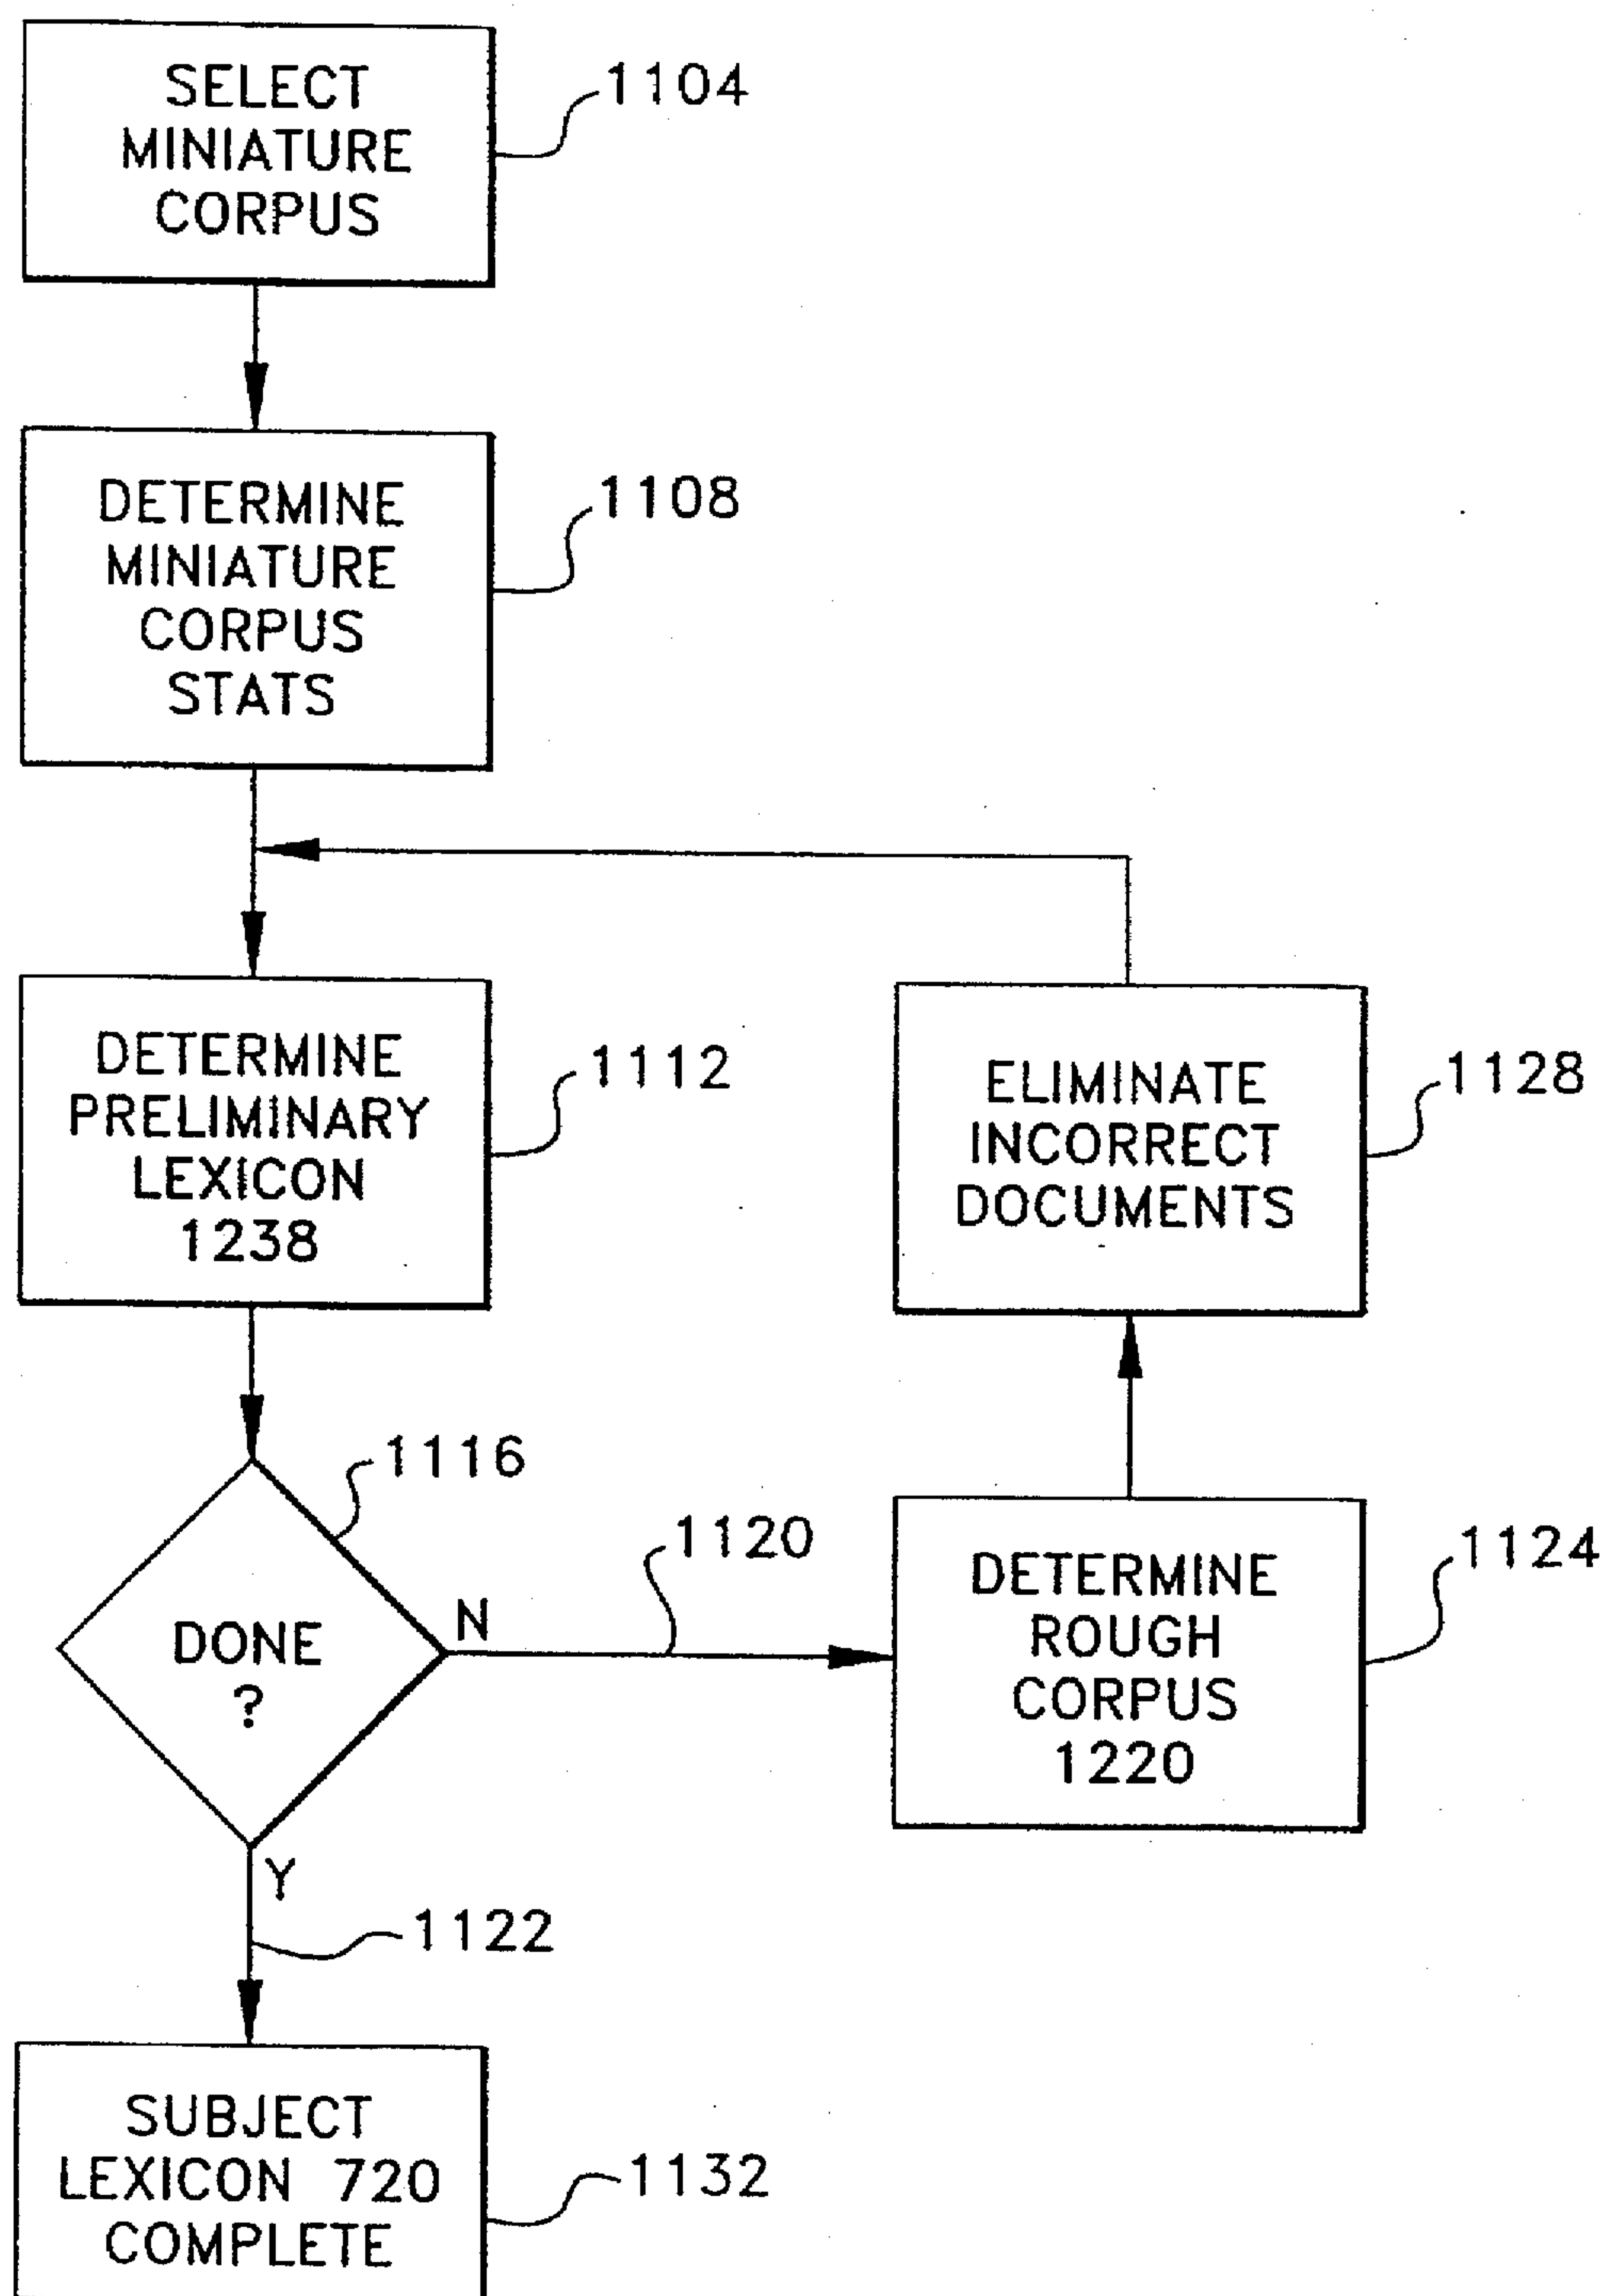 SELECT
MINIATURE
CORPUS
1104
DETERMINE
MINIATURE
CORPUS
STATS
1108
DETERMINE
PRELIMINARY
LEXICON
1238
1112
ELIMINATE
INCORRECT
DOCUMENTS
1128
1116
DONE
?
N
1120
DETERMINE
ROUGH
CORPUS
1220
1124
Y
1122
SUBJECT
LEXICON 720
COMPLETE
1132